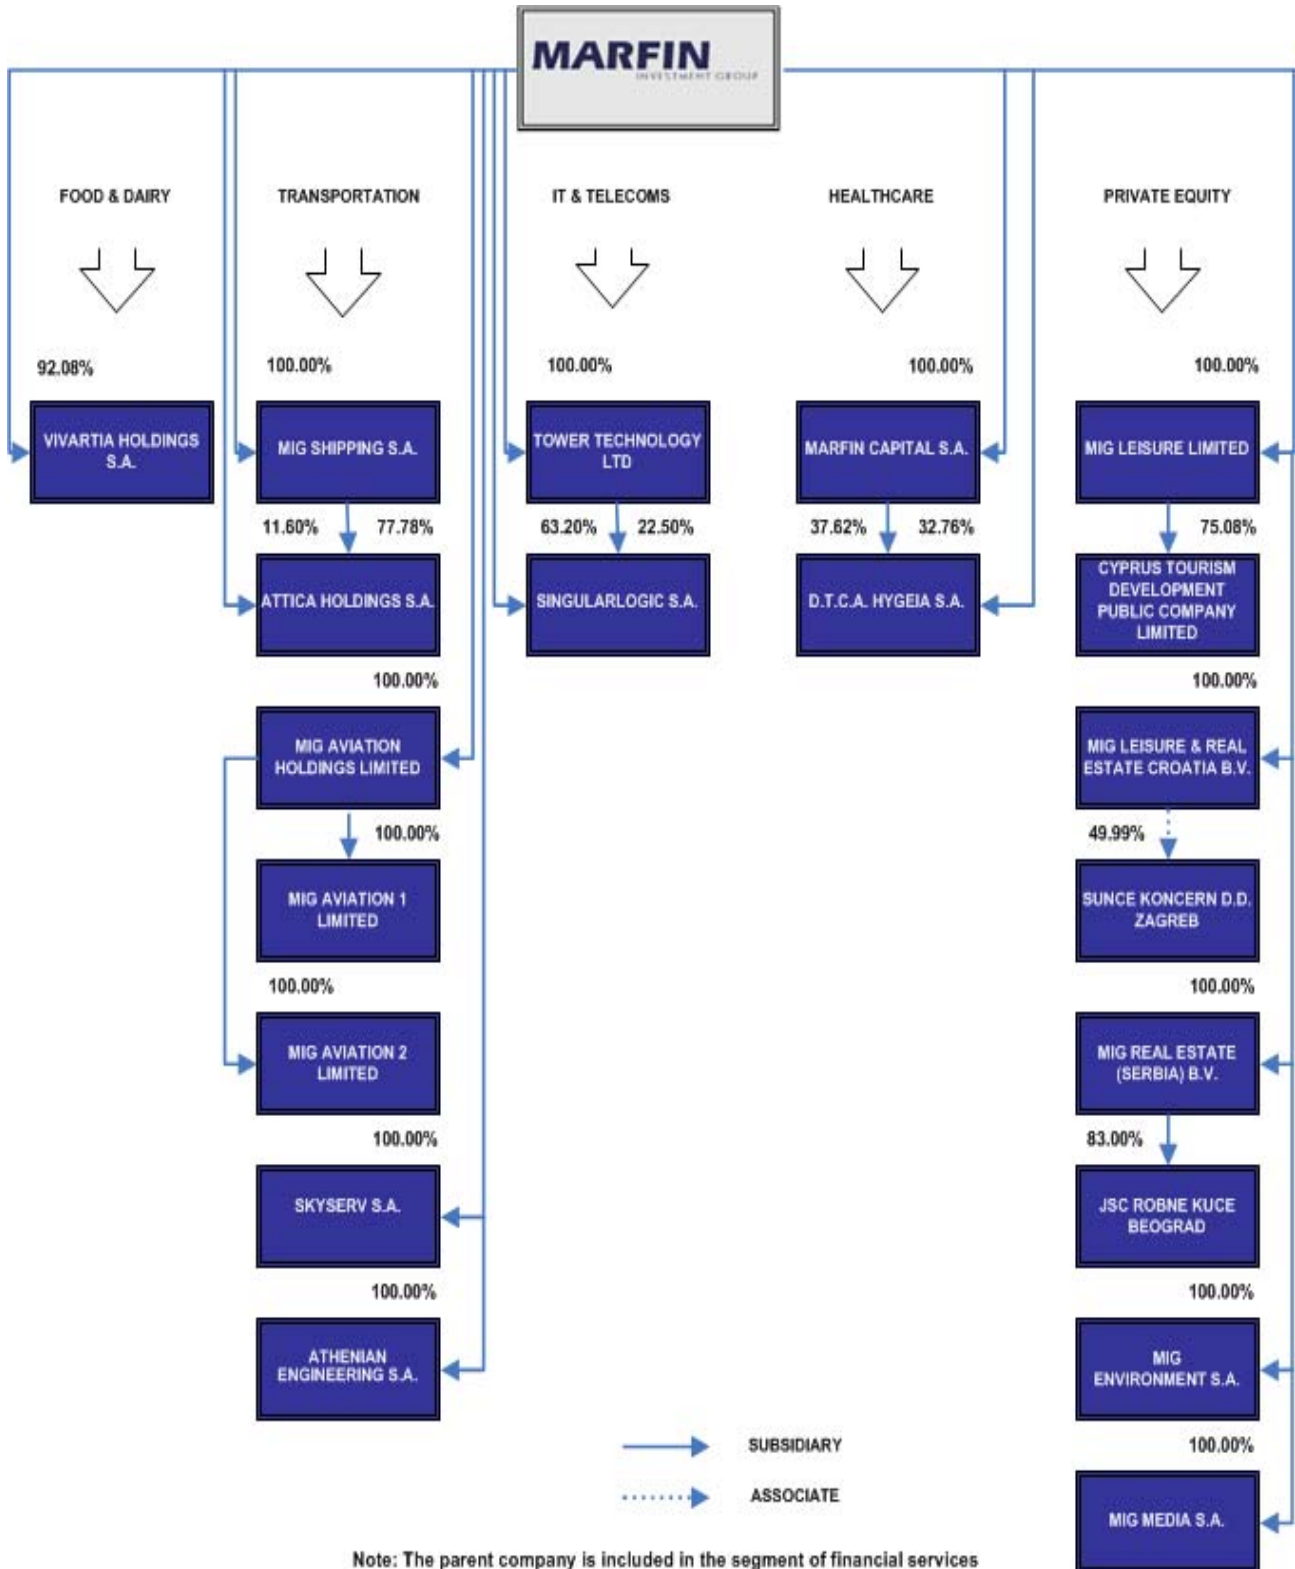 MARFIN
INVESTMENT GROUP
FOOD & DAIRY
TRANSPORTATION
IT & TELECOMS
HEALTHCARE
PRIVATE EQUITY
92.08%
100.00%
100.00%
100.00%
100.00%
VIVARTIA HOLDINGS
S.A.
MIG SHIPPING S.A.
TOWER TECHNOLOGY
LTD
MARFIN CAPITAL S.A.
MIG LEISURE LIMITED
11.60%
77.78%
63.20%
22.50%
37.62%
32.76%
75.08%
ATTICA HOLDINGS S.A.
SINGULARLOGIC S.A.
D.T.C.A. HYGEIA S.A.
CYPRUS TOURISM
DEVELOPMENT
PUBLIC COMPANY
LIMITED
100.00%
100.00%
MIG AVIATION
HOLDINGS LIMITED
MIG LEISURE & REAL
ESTATE CROATIA B.V.
100.00%
49.99%
MIG AVIATION 1
LIMITED
SUNCE KONCERN D.D.
ZAGREB
100.00%
100.00%
MIG AVIATION 2
LIMITED
MIG REAL ESTATE
(SERBIA) B.V.
100.00%
83.00%
SKYSERV S.A.
JSC ROBNE KUCE
BEOGRAD
100.00%
100.00%
ATHENIAN
ENGINEERING S.A.
MIG
ENVIRONMENT S.A.
SUBSIDIARY
100.00%
ASSOCIATE
MIG MEDIA S.A.
Note: The parent company is included in the segment of financial services